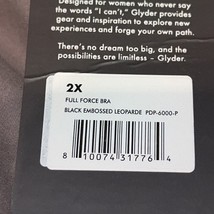 Designed for women who never say
the words "I can't", Glyder provides
gear and inspiration to explore new
experiences and forge your own path.
There's no dream too big, and the
possibilities are limitless – Glyder.
2X
FULL FORCE BRA
BLACK EMBOSSED LEOPARDE PDP-6000-P
8 10074 31776 4